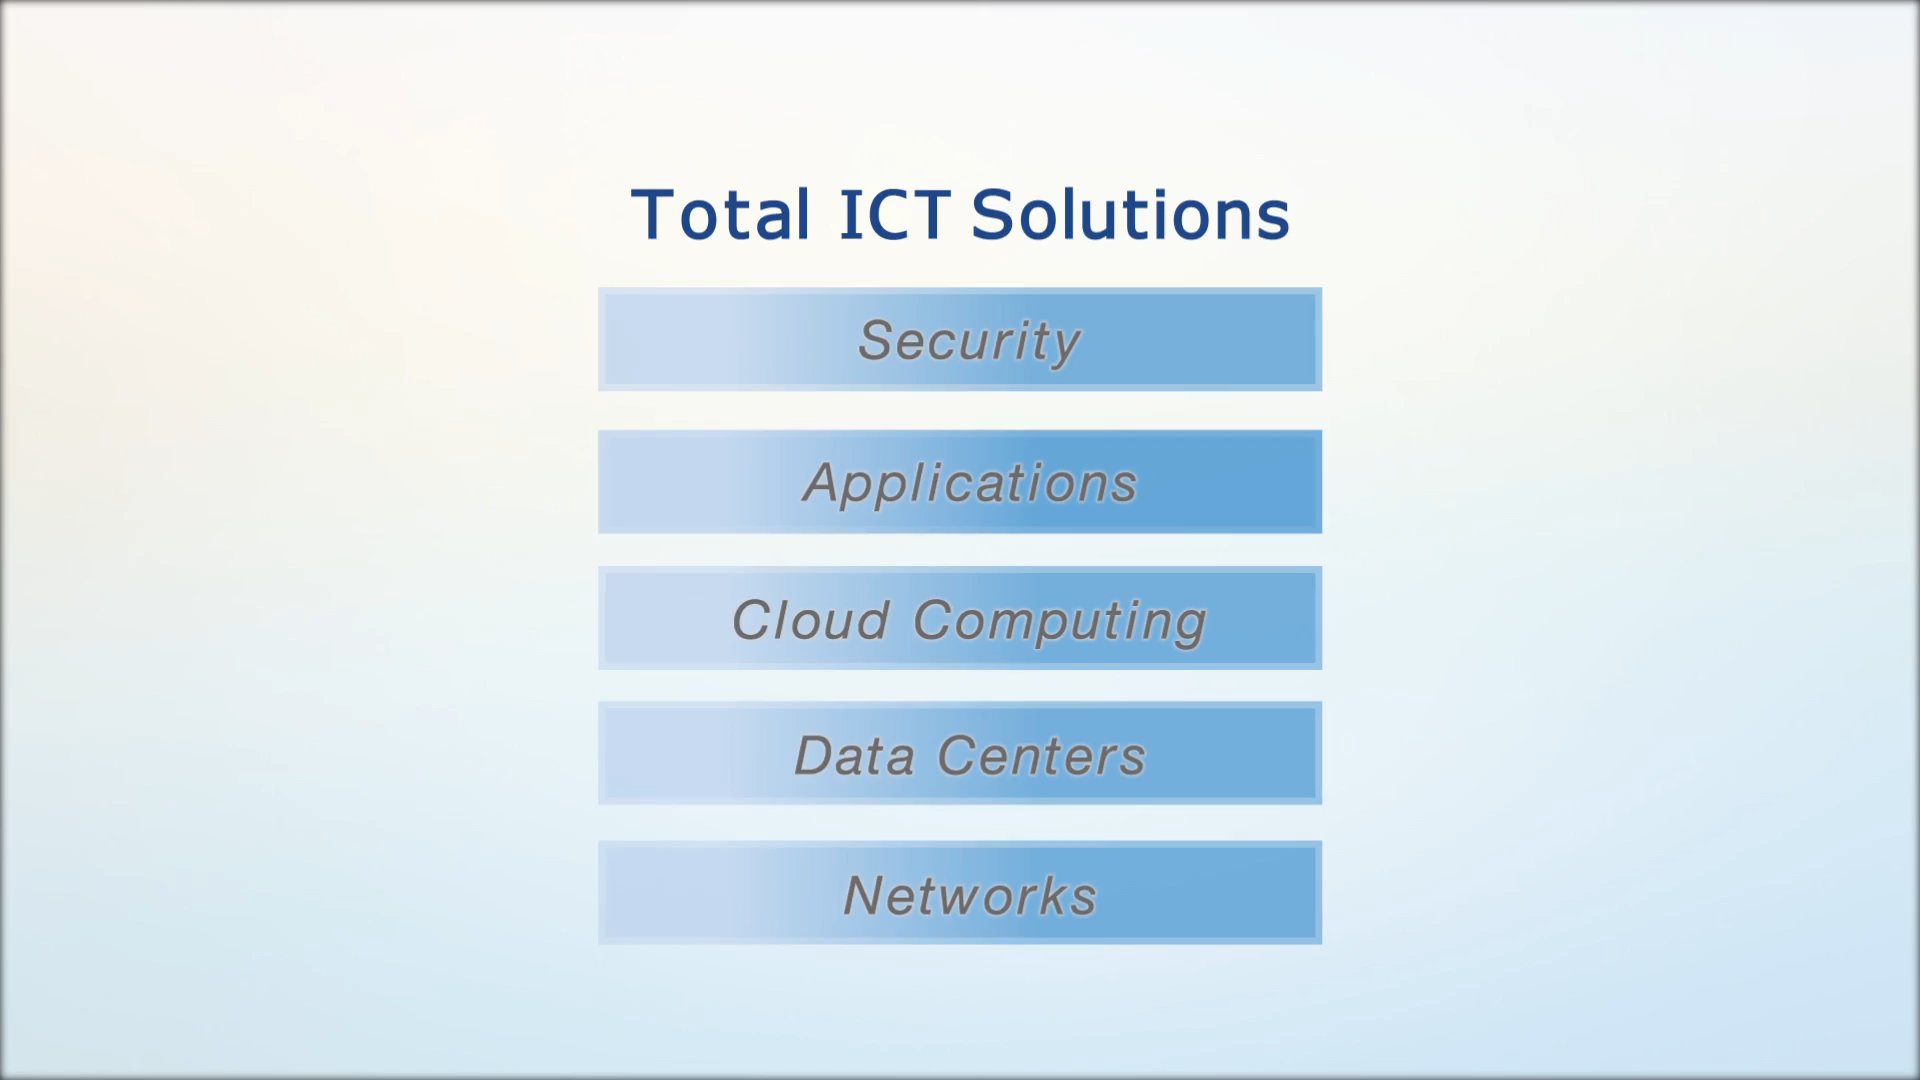 Total ICT Solutions
Security
Applications
Cloud Computing
Data Centers
Networks